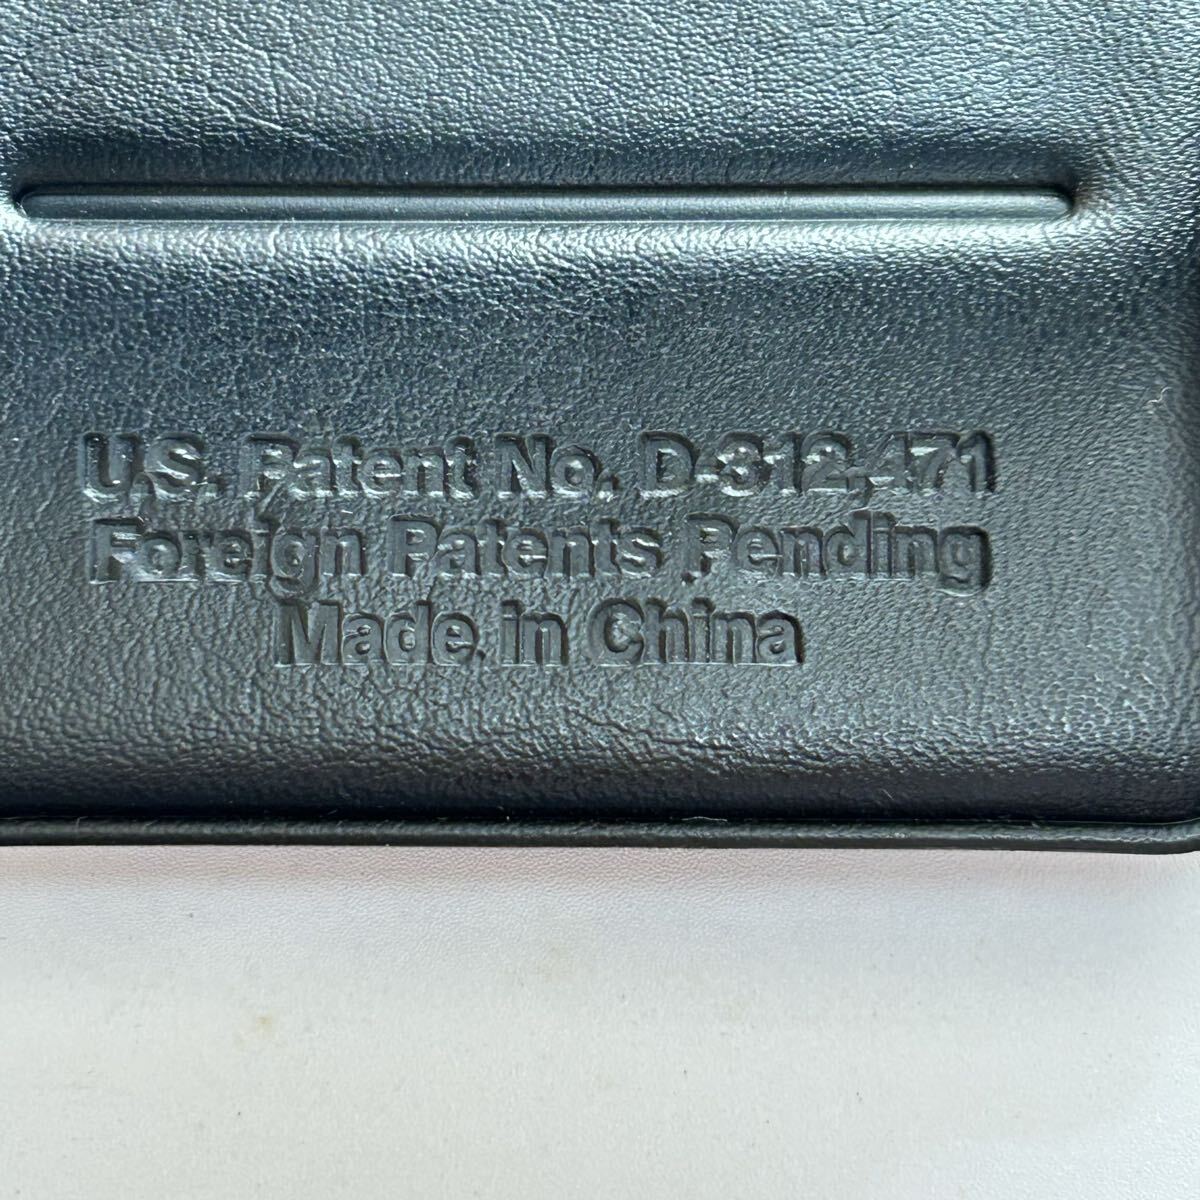 U.S. Patent No. D-312,471
Foreign Patents Pending
Made in China